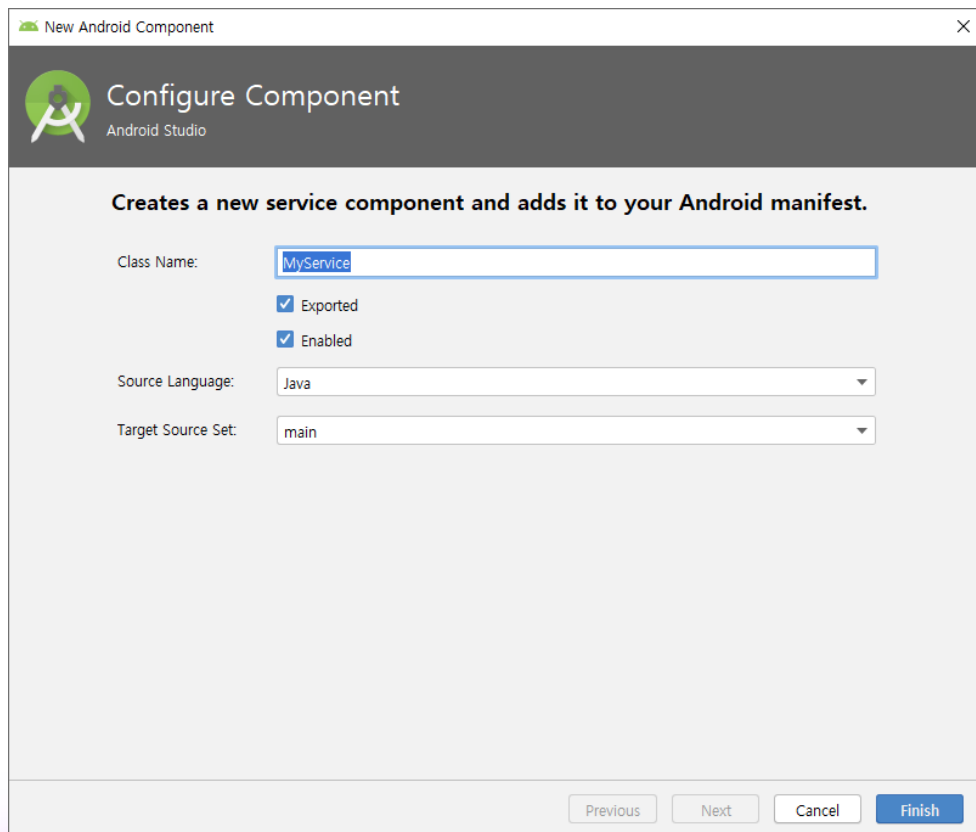 New Android Component
Configure Component
Android Studio
Creates a new service component and adds it to your Android manifest.
Class Name:
MyService
Exported
Enabled
Source Language:
Java
Target Source Set:
main
Previous
Next
Cancel
Finish